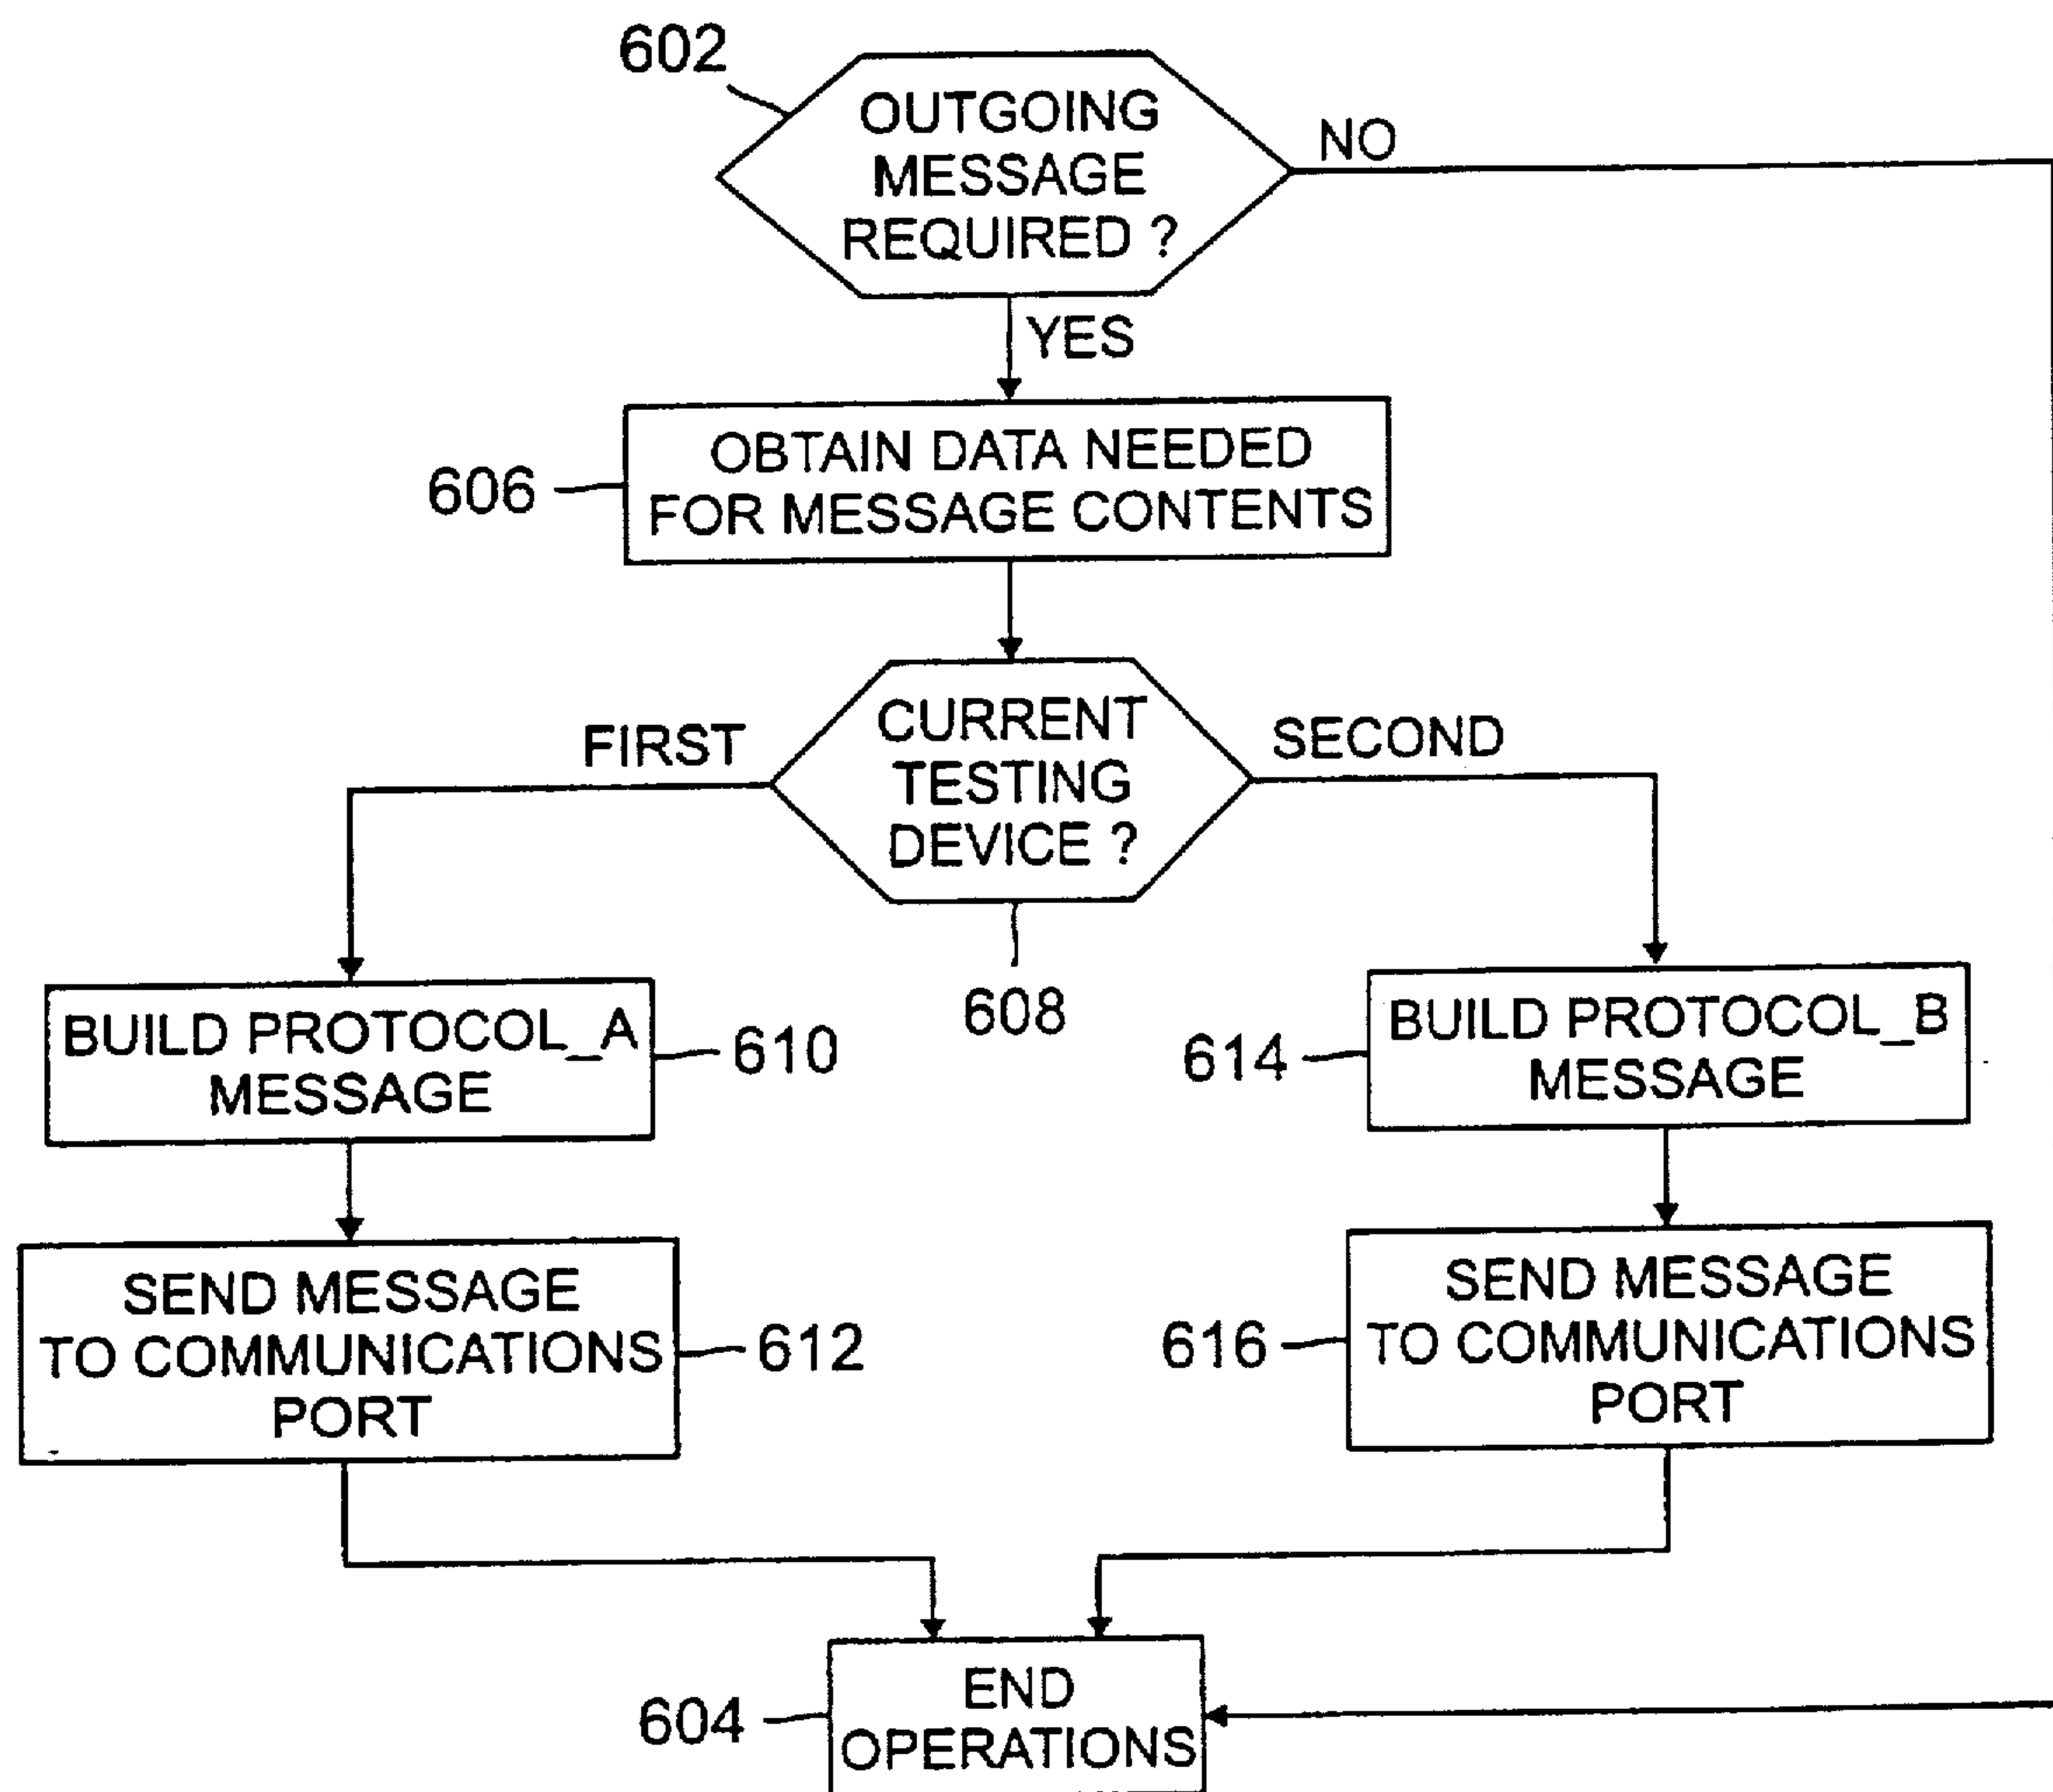 602
OUTGOING
MESSAGE
REQUIRED ?
NO
YES
606
OBTAIN DATA NEEDED
FOR MESSAGE CONTENTS
FIRST
CURRENT
TESTING
DEVICE ?
SECOND
608
BUILD PROTOCOL_A
MESSAGE
610
614
BUILD PROTOCOL_B
MESSAGE
SEND MESSAGE
TO COMMUNICATIONS
PORT
612
616
SEND MESSAGE
TO COMMUNICATIONS
PORT
604
END
OPERATIONS